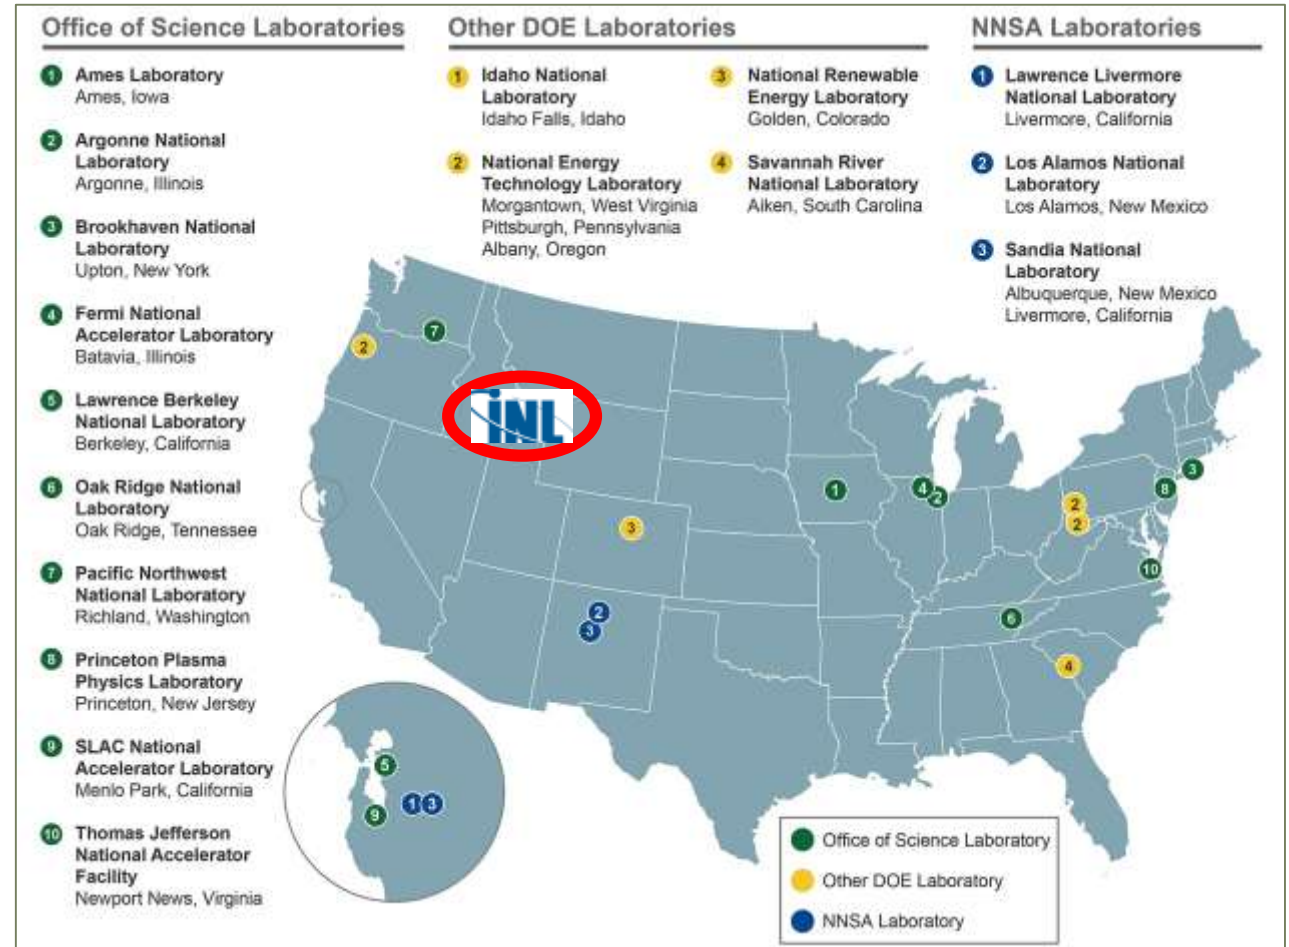 Office of Science Laboratories
1 Ames Laboratory
Ames, Iowa
2 Argonne National
Laboratory
Argonne, Illinois
3 Brookhaven National
Laboratory
Upton, New York
4 Fermi National
Accelerator Laboratory
Batavia, Illinois
5 Lawrence Berkeley
National Laboratory
Berkeley, California
6 Oak Ridge National
Laboratory
Oak Ridge, Tennessee
7 Pacific Northwest
National Laboratory
Richland, Washington
8 Princeton Plasma
Physics Laboratory
Princeton, New Jersey
9 SLAC National
Accelerator Laboratory
Menlo Park, California
10 Thomas Jefferson
National Accelerator
Facility
Newport News, Virginia
Other DOE Laboratories
1 Idaho National
Laboratory
Idaho Falls, Idaho
2 National Energy
Technology Laboratory
Morgantown, West Virginia
Pittsburgh, Pennsylvania
Albany, Oregon
3 National Renewable
Energy Laboratory
Golden, Colorado
4 Savannah River
National Laboratory
Aiken, South Carolina
NNSA Laboratories
1 Lawrence Livermore
National Laboratory
Livermore, California
2 Los Alamos National
Laboratory
Los Alamos, New Mexico
3 Sandia National
Laboratory
Albuquerque, New Mexico
Livermore, California
7
2
iNL
3
1
4
2
3
8
2
2
10
6
4
2
3
5
1 3
9
Office of Science Laboratory
Other DOE Laboratory
NNSA Laboratory